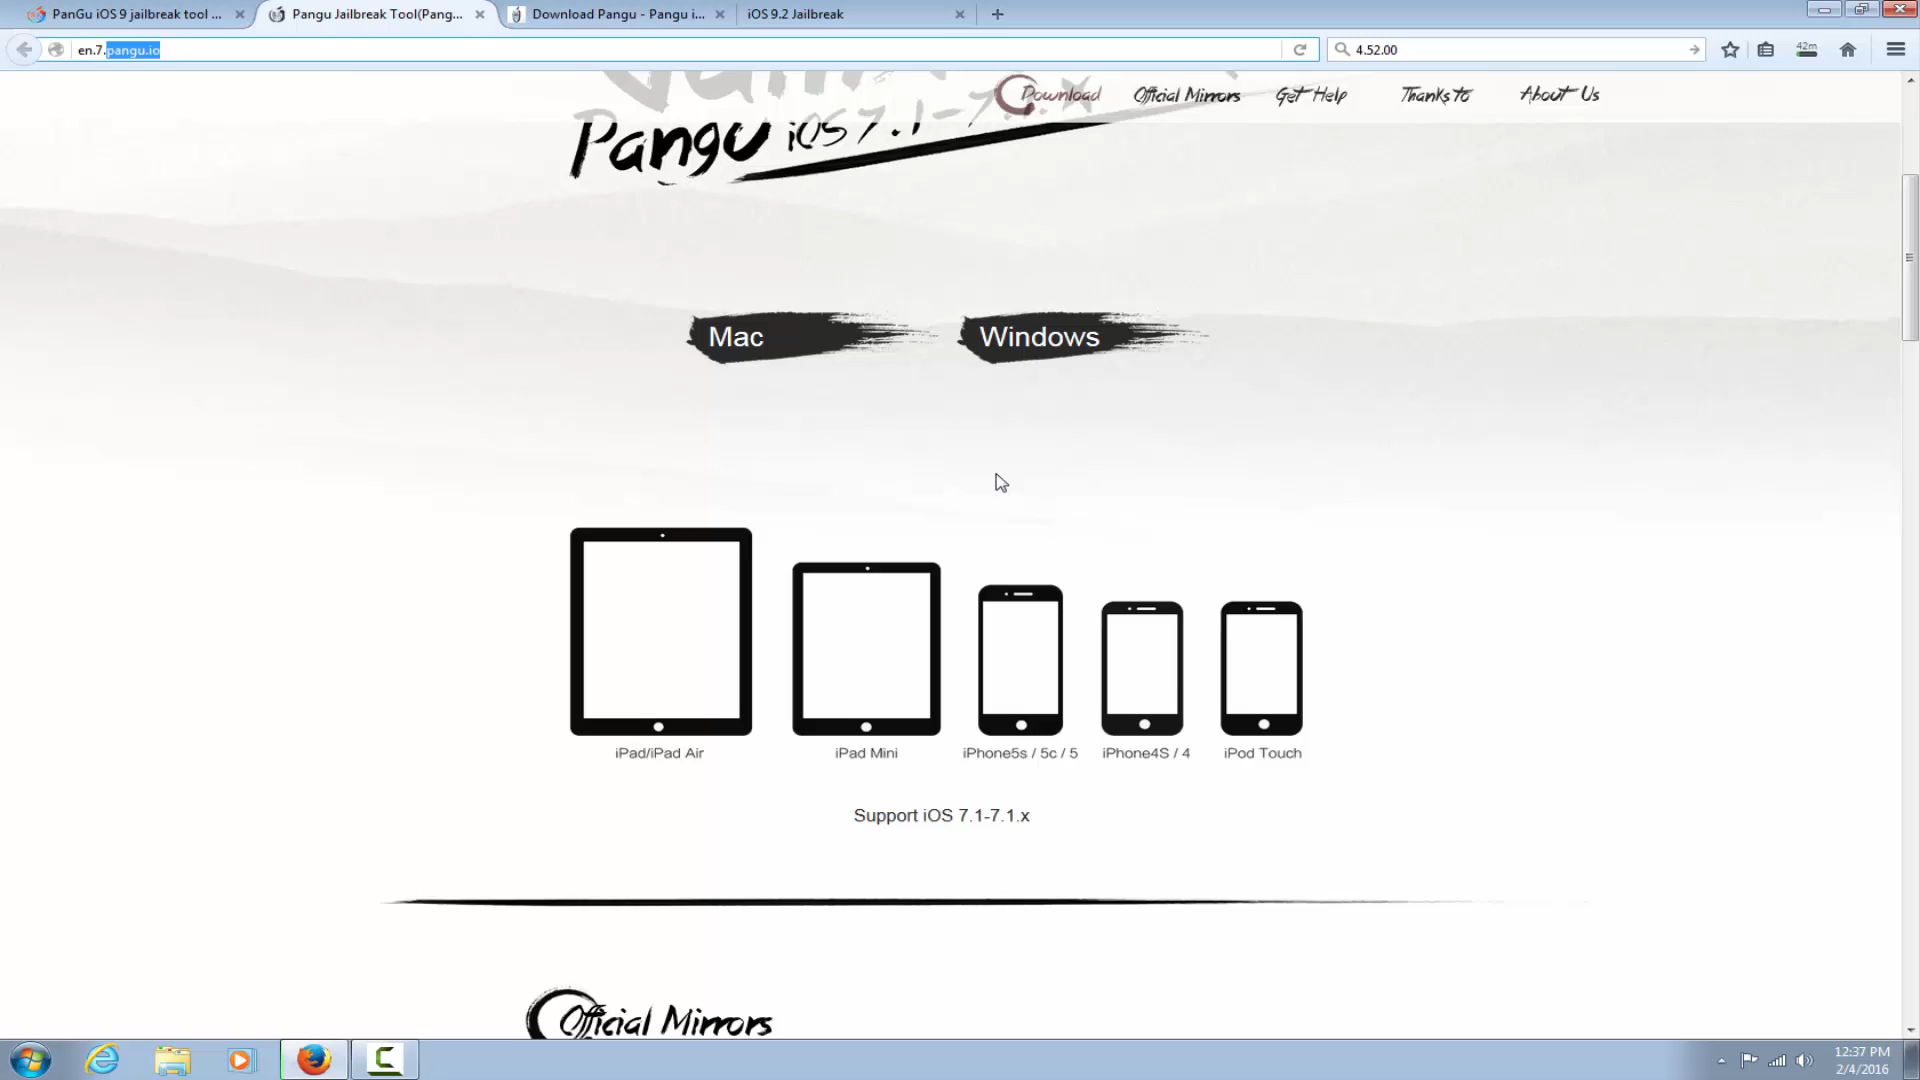 PanGu iOS 9 jailbreak tool ...
Pangu Jailbreak Tool(Pang...
Download Pangu - Pangu i...
iOS 9.2 Jailbreak
en.7.pangu.io
4.52.00
42m
Download
Official Mirrors
Get Help
Thanks to
About Us
Pangu iOS 7.1
Mac
Windows
iPad/iPad Air
iPad Mini
iPhone5s / 5c / 5
iPhone4S / 4
iPod Touch
Support iOS 7.1-7.1.x
Official Mirrors
12:37 PM
2/4/2016